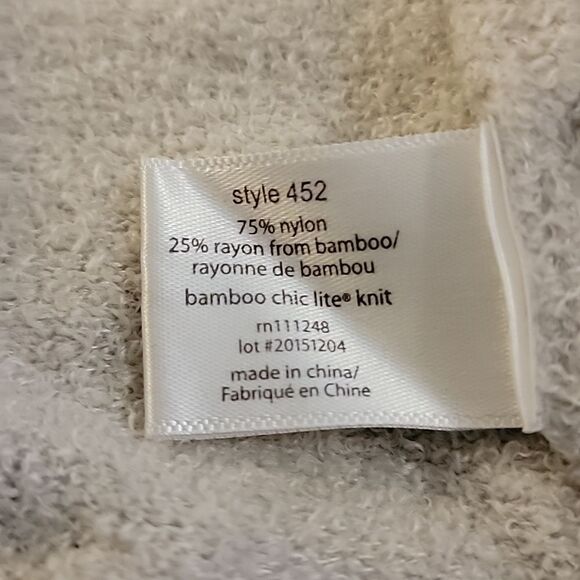 style 452
75% nylon
25% rayon from bamboo/
rayonne de bambou
bamboo chic lite® knit
rn111248
lot #20151204
made in china/
Fabriqué en Chine